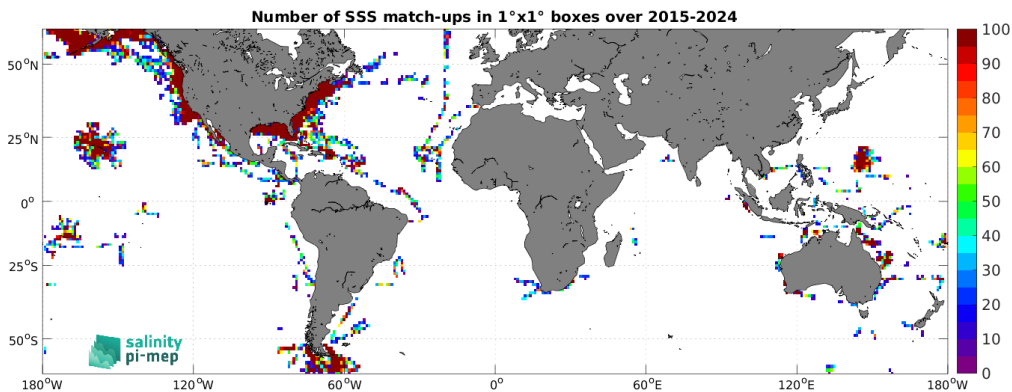 Number of SSS match-ups in 1°x1° boxes over 2015-2024
50°N
25°N
0°
25°S
50°S
180°W
120°W
60°W
0°
60°E
120°E
180°W
100
90
80
70
60
50
40
30
20
10
0
salinity
pi-mep